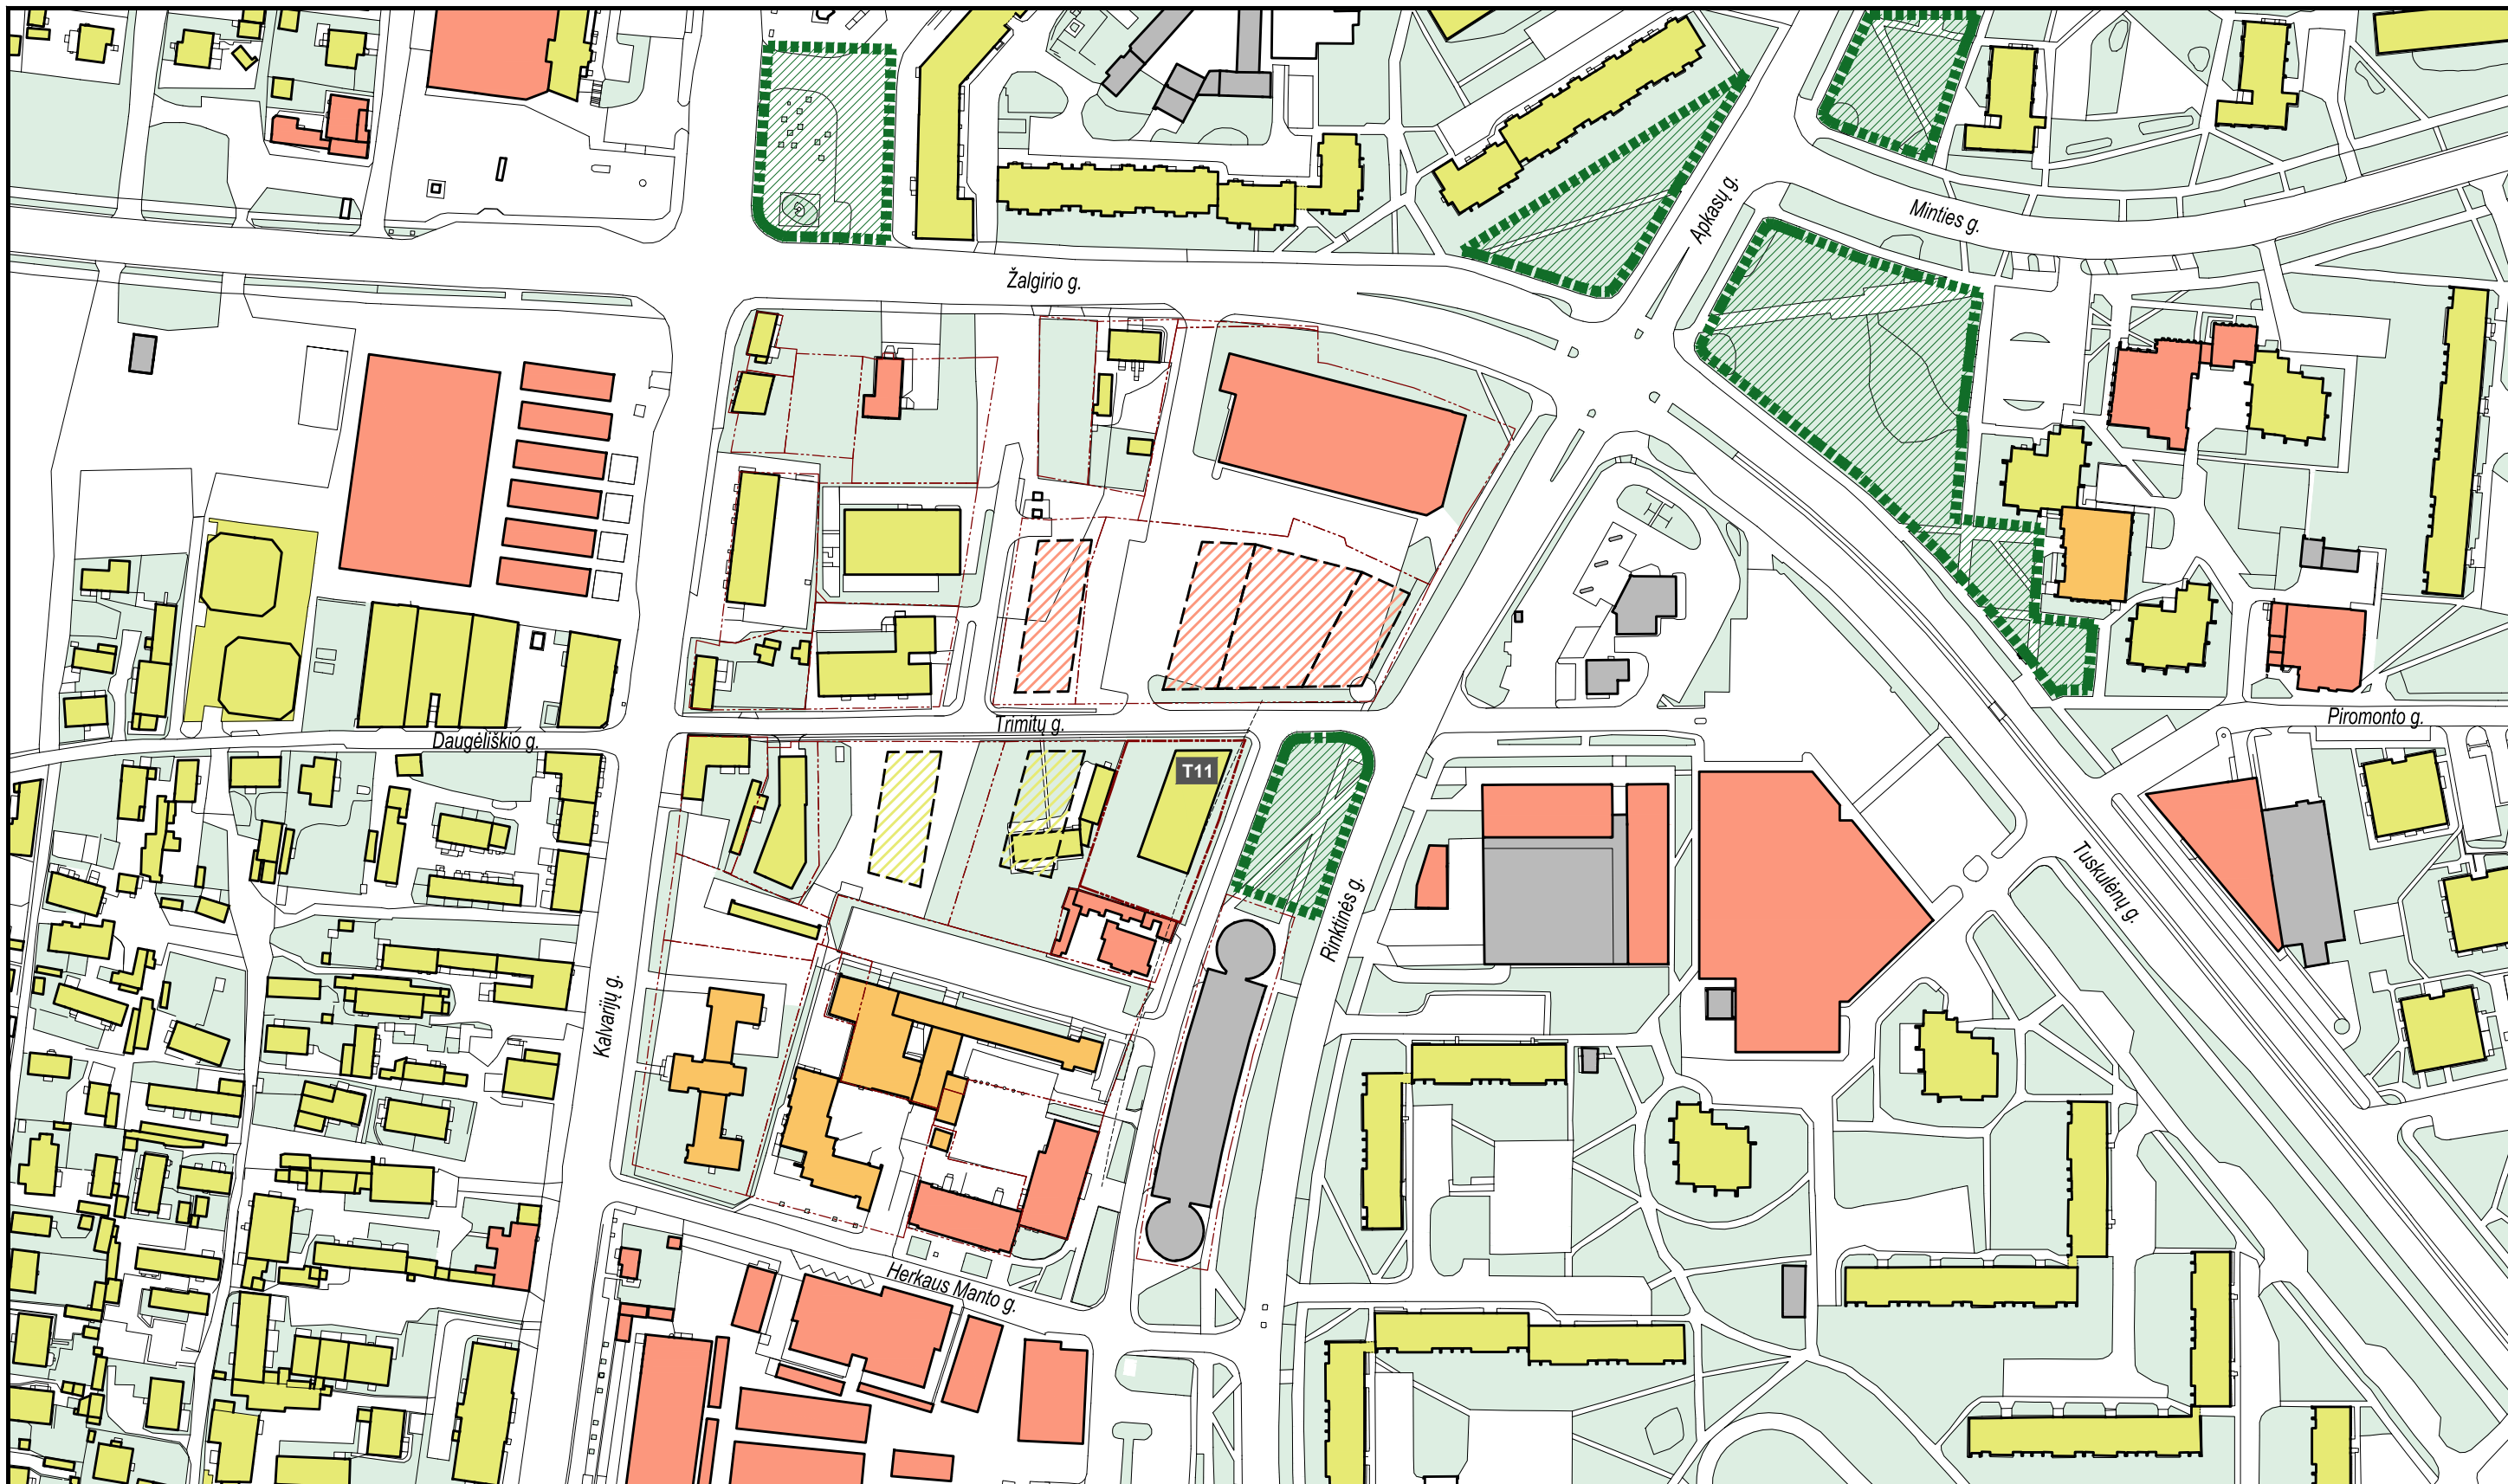 Apkasų g.
Minties g.
Žalgirio g.
Trimitų g.
Piromonto g.
Daugėliškio g.
T11
Tuskulėnų g.
Rinktinės g.
Kalvarijų g.
Herkaus Manto g.